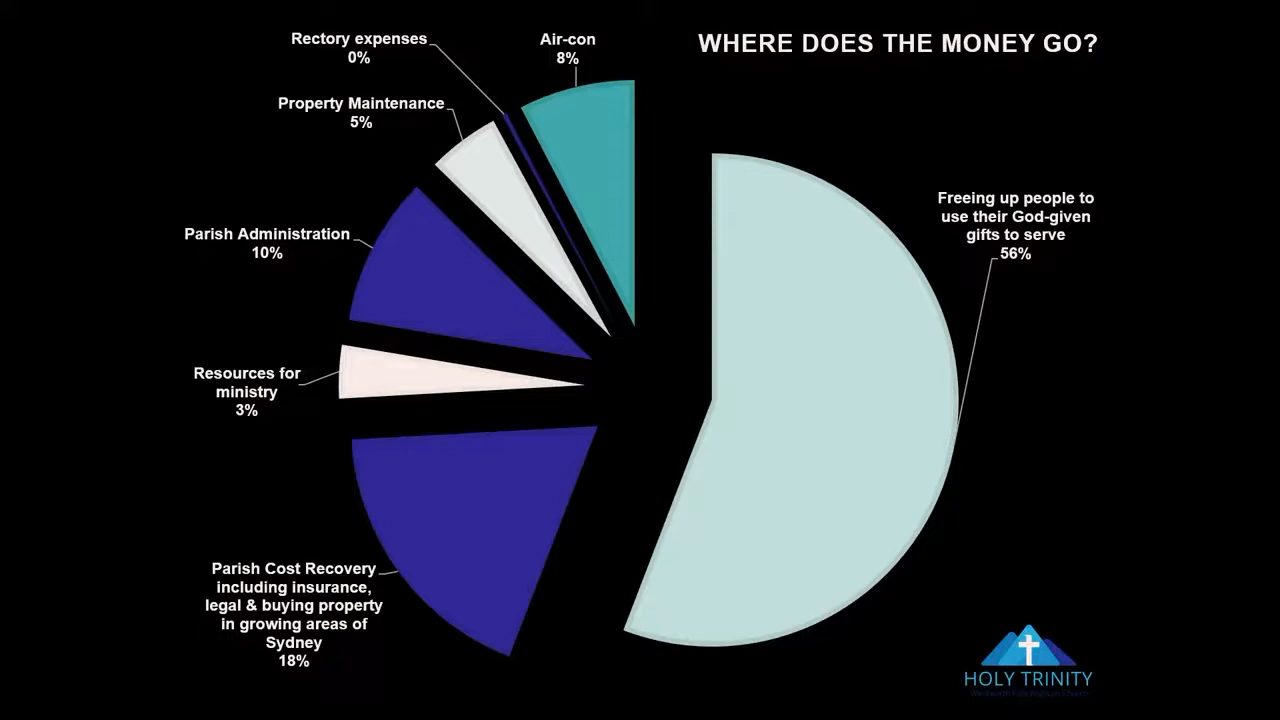 WHERE DOES THE MONEY GO?
Rectory expenses
0%
Air-con
8%
Property Maintenance
5%
Freeing up people to
use their God-given
gifts to serve
56%
Parish Administration
10%
Resources for
ministry
3%
Parish Cost Recovery
including insurance,
legal & buying property
in growing areas of
Sydney
18%
HOLY TRINITY